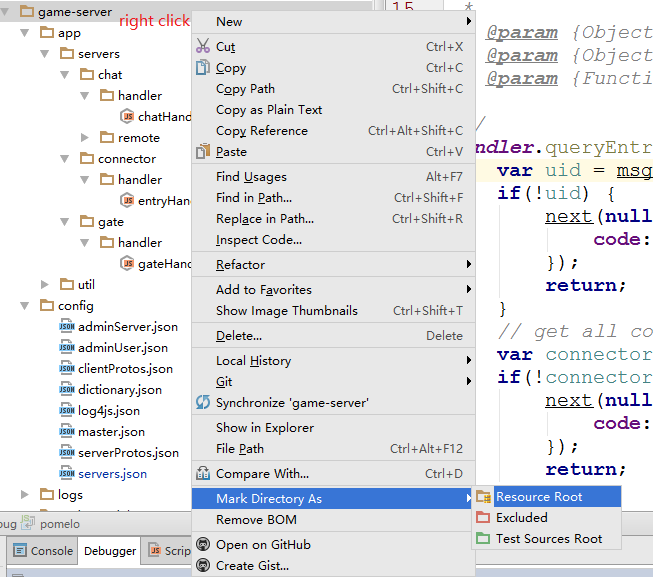 game-server
right click
app
servers
chat
handler
chatHand
remote
connector
handler
entryHan
gate
handler
gateHand
util
config
adminServer.json
adminUser.json
clientProtos.json
dictionary.json
log4js.json
master.json
serverProtos.json
servers.json
logs
New
Cut Ctrl+X
Copy Ctrl+C
Copy Path Ctrl+Shift+C
Copy as Plain Text
Copy Reference Ctrl+Alt+Shift+C
Paste Ctrl+V
Find Usages Alt+F7
Find in Path... Ctrl+Shift+F
Replace in Path... Ctrl+Shift+R
Inspect Code...
Refactor
Add to Favorites
Show Image Thumbnails Ctrl+Shift+T
Delete... Delete
Local History
Git
Synchronize 'game-server'
Show in Explorer
File Path Ctrl+Alt+F12
Compare With... Ctrl+D
Mark Directory As
Remove BOM
Open on GitHub
Create Gist...
Resource Root
Excluded
Test Sources Root
15 *
@param {Object
@param {Object
@param {Functi
/
ndler.queryEntr
var uid = msg
if(!uid) {
next(null
code:
});
return;
}
// get all co
var connector
if(!connector
next(null
code:
});
return;
oug pomelo
Console Debugger Scrip